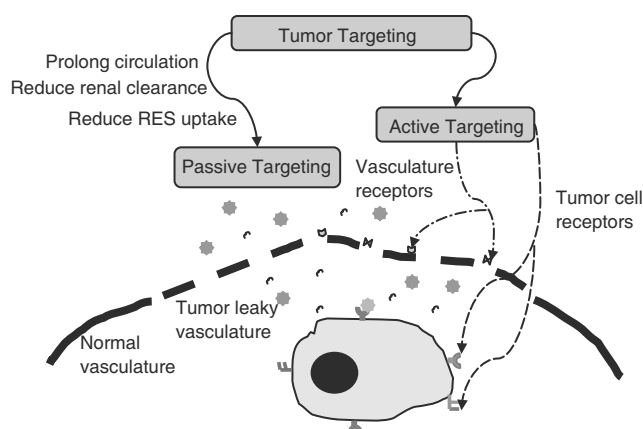 Tumor Targeting
Prolong circulation
Reduce renal clearance
Reduce RES uptake
Active Targeting
Passive Targeting
Vasculature
receptors
Tumor cell
receptors
Tumor leaky
vasculature
Normal
vasculature